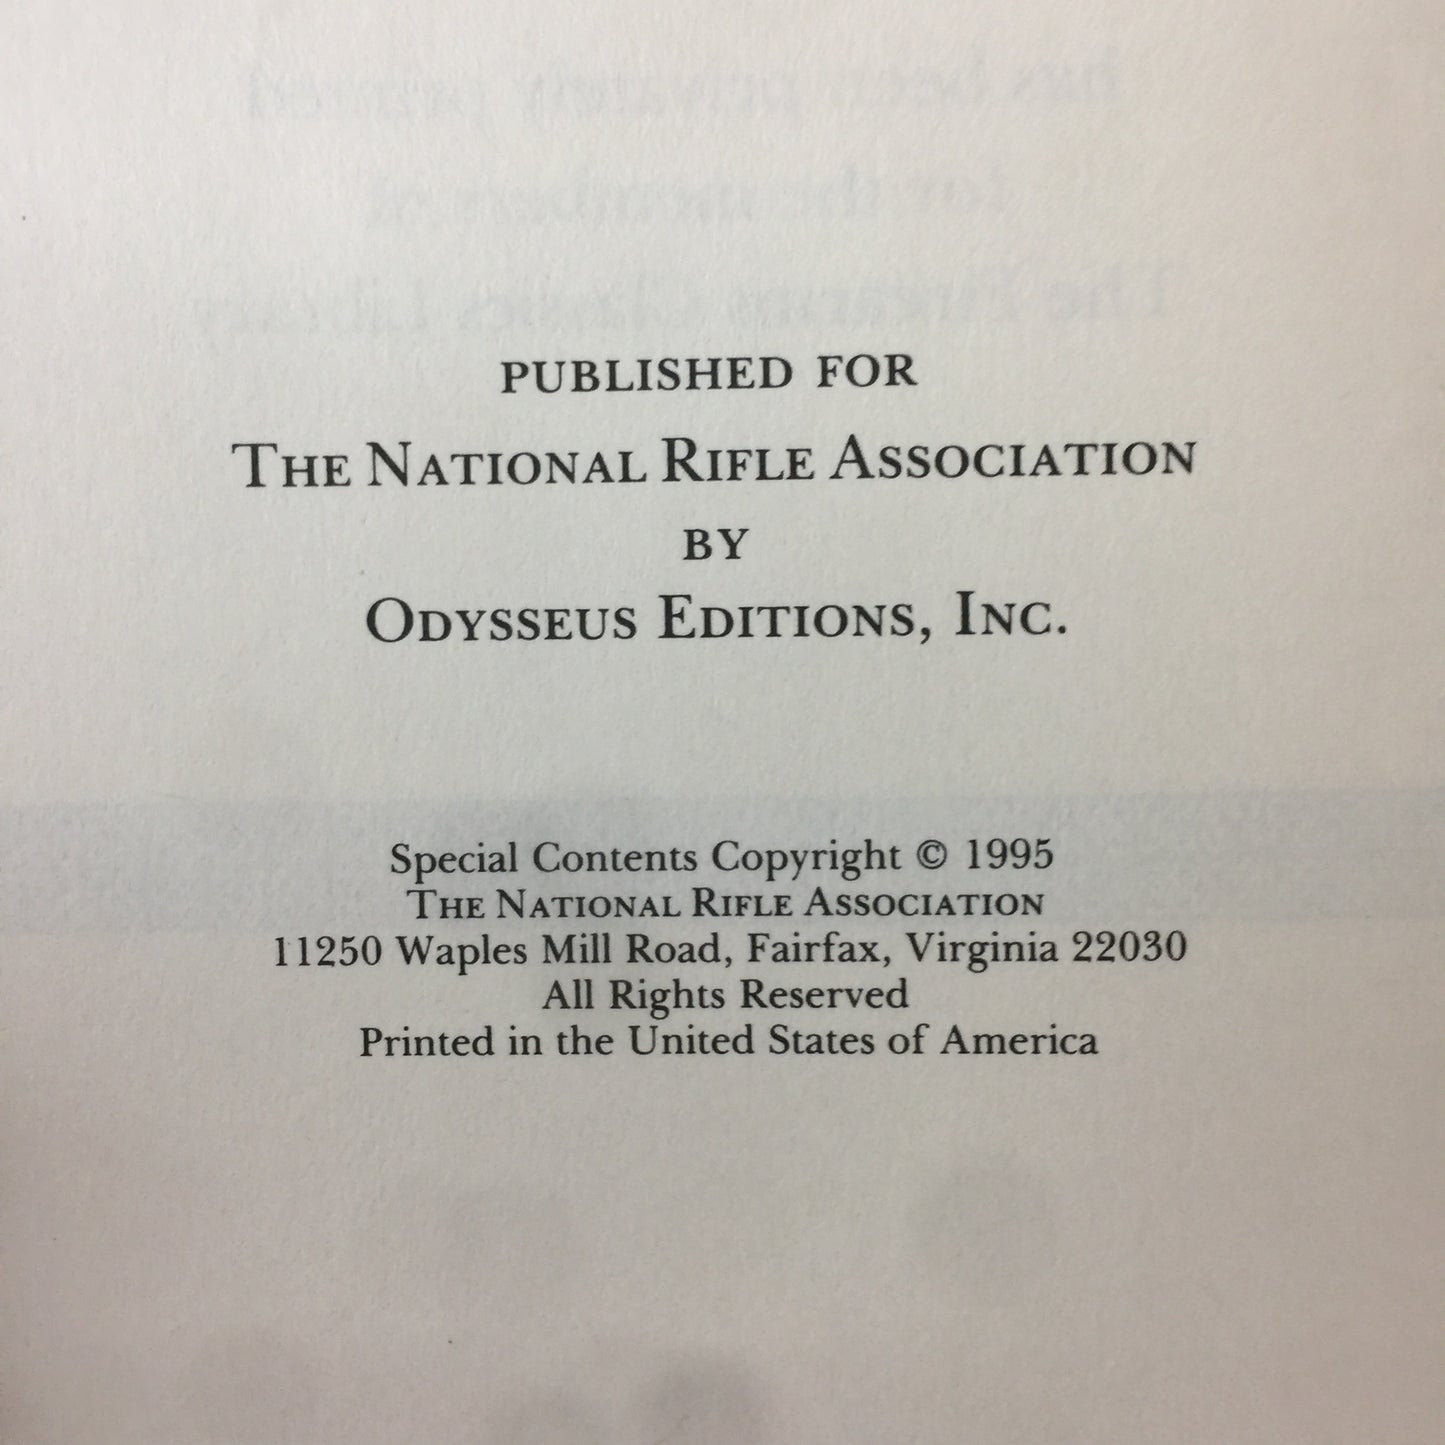 PUBLISHED FOR
THE NATIONAL RIFLE ASSOCIATION
BY
ODYSSEUS EDITIONS, INC.
Special Contents Copyright © 1995
THE NATIONAL RIFLE ASSOCIATION
11250 Waples Mill Road, Fairfax, Virginia 22030
All Rights Reserved
Printed in the United States of America